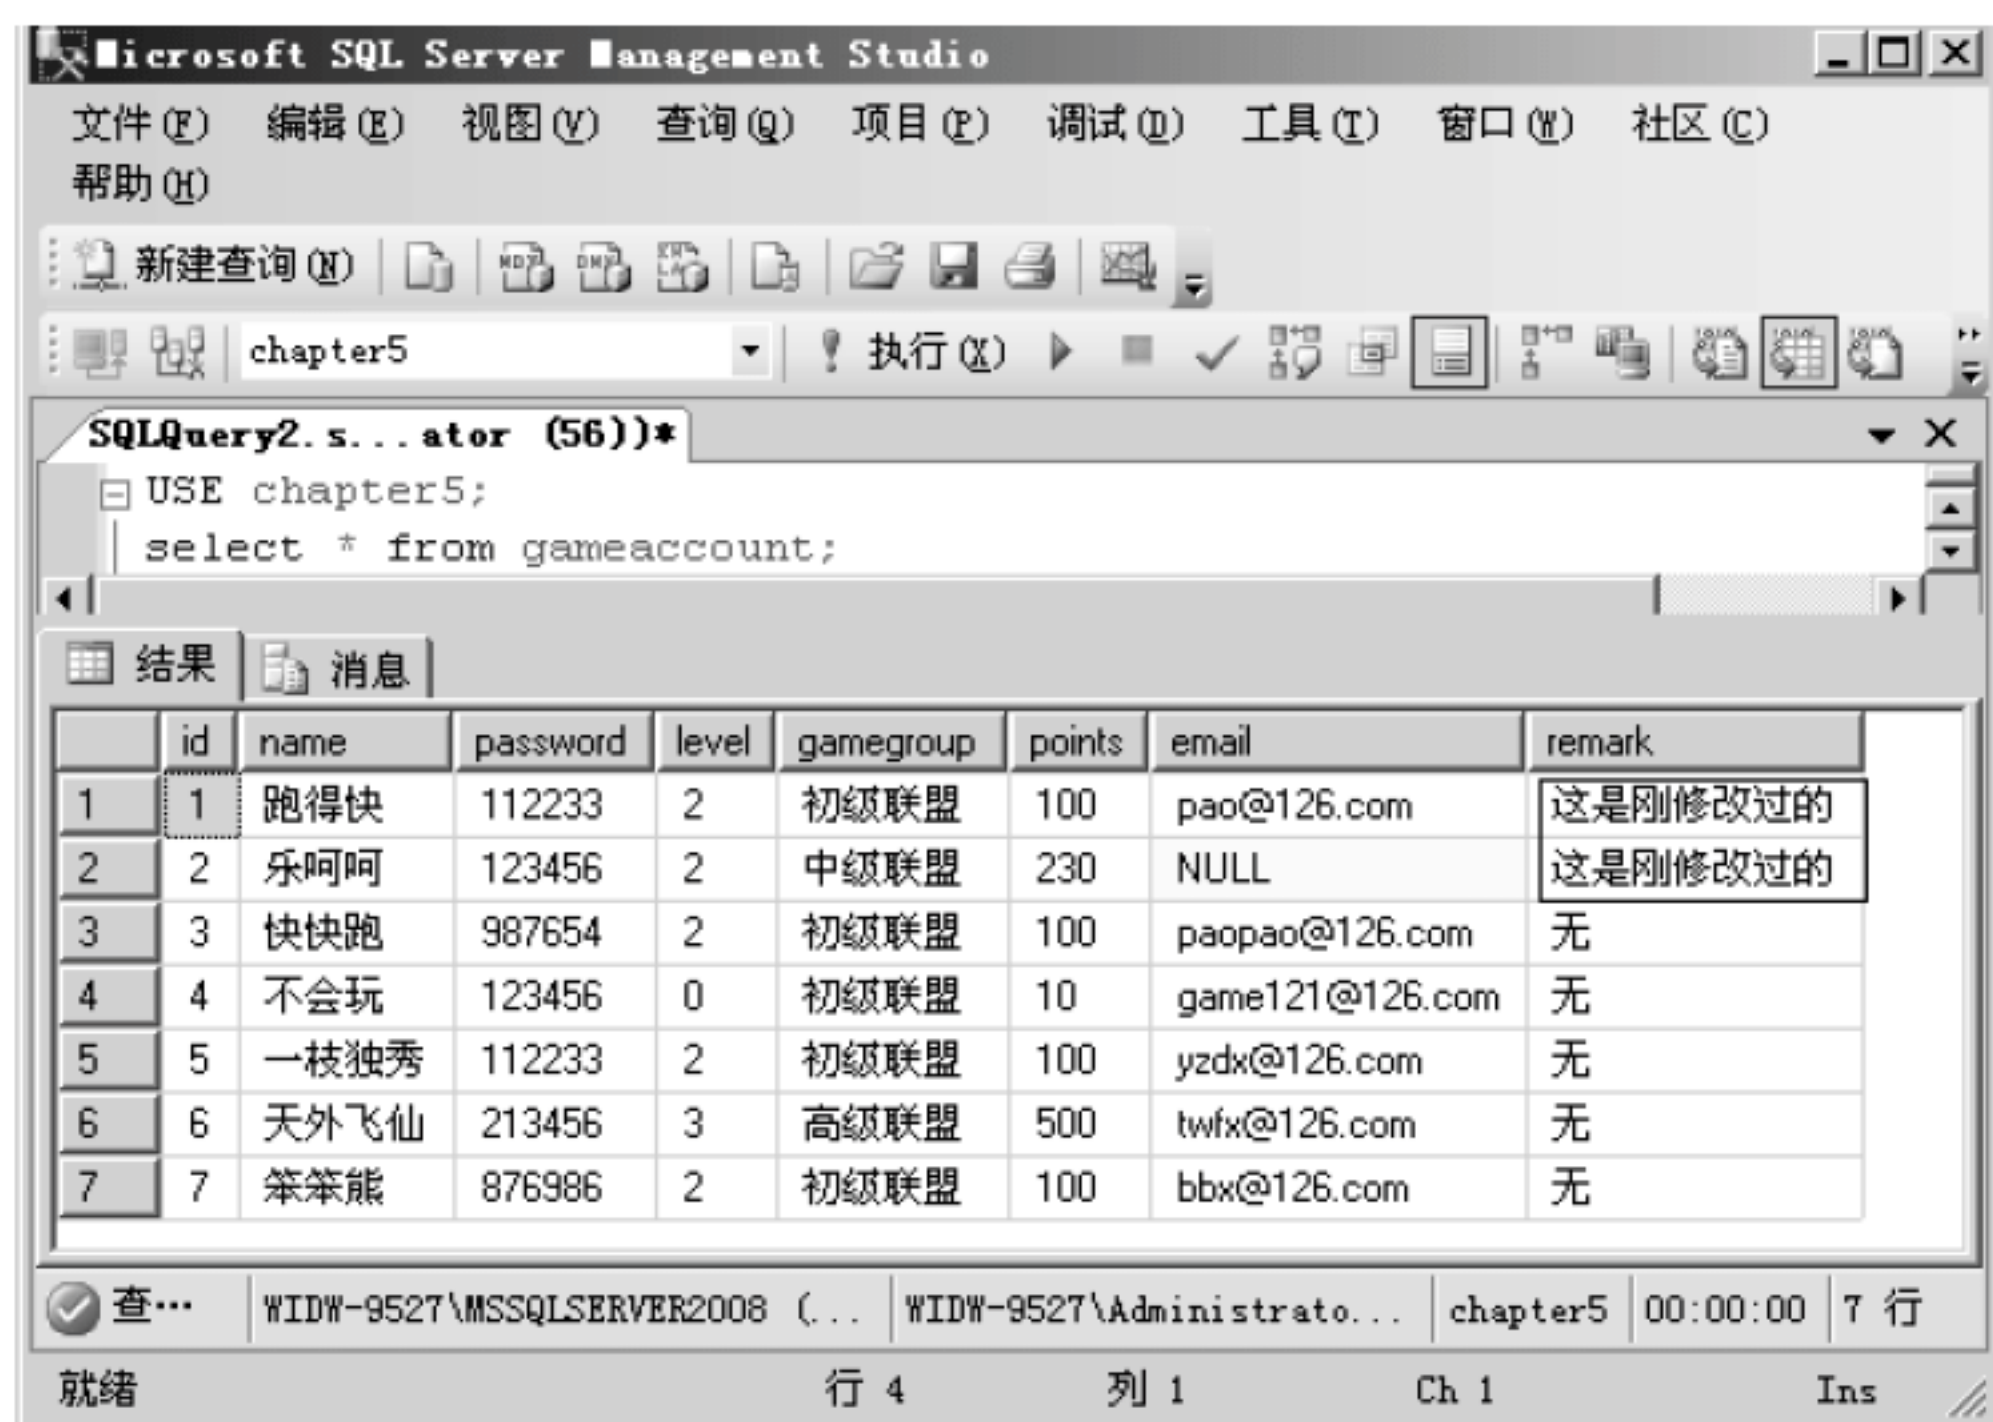 Microsoft SQL Server Management Studio
文件(F) 编辑(E) 视图(V) 查询(Q) 项目(P) 调试(D) 工具(T) 窗口(W) 社区(C)
帮助(H)
新建查询(N)
chapter5 执行(X)
SQLQuery2.s...ator (56))*
USE chapter5;
select * from gameaccount;
结果 消息
id name password level gamegroup points email remark
1 1 跑得快 112233 2 初级联盟 100 pao@126.com 这是刚修改过的
2 2 乐呵呵 123456 2 中级联盟 230 NULL 这是刚修改过的
3 3 快快跑 987654 2 初级联盟 100 paopao@126.com 无
4 4 不会玩 123456 0 初级联盟 10 game121@126.com 无
5 5 一枝独秀 112233 2 初级联盟 100 yzdx@126.com 无
6 6 天外飞仙 213456 3 高级联盟 500 twfx@126.com 无
7 7 笨笨熊 876986 2 初级联盟 100 bbx@126.com 无
查... WIDW-9527\MSSQLSERVER2008 (... WIDW-9527\Administrato... chapter5 00:00:00 7 行
就绪 行 4 列 1 Ch 1 Ins